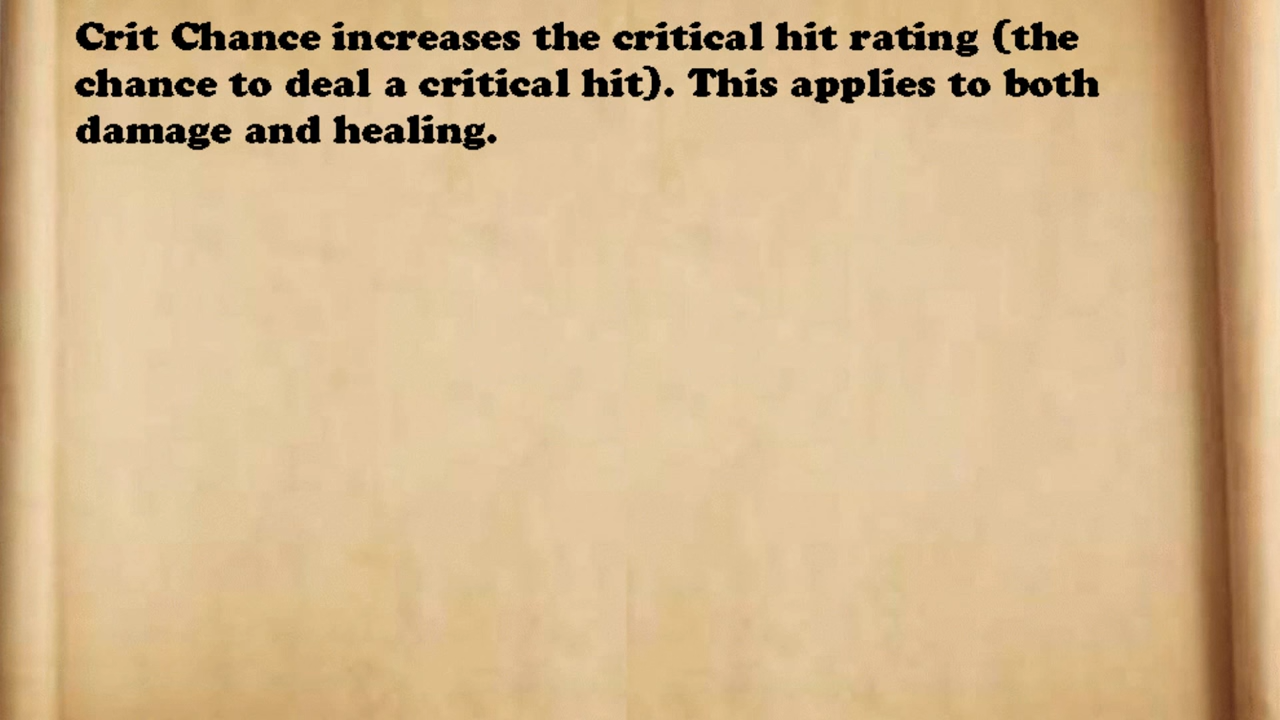 Crit Chance increases the critical hit rating (the
chance to deal a critical hit). This applies to both
damage and healing.